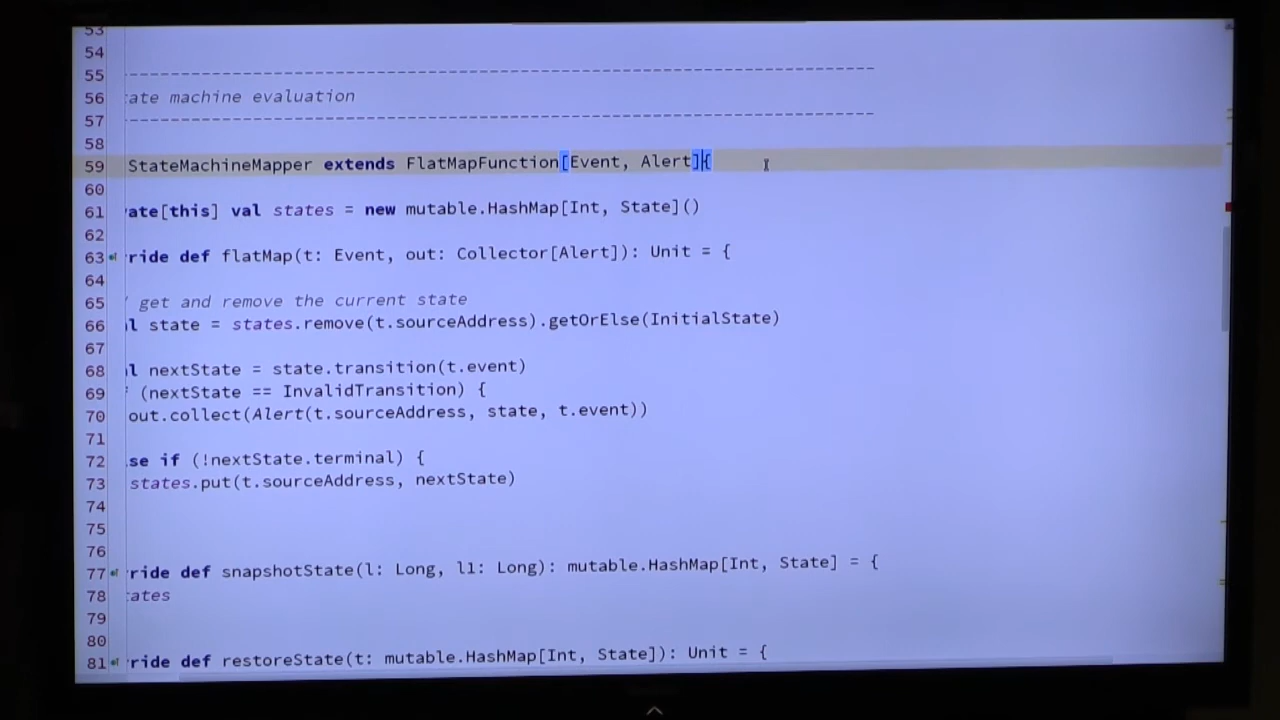 53
54
55 ----------------------------------------------------------------------
56 ate machine evaluation
57 ----------------------------------------------------------------------
58
59 StateMachineMapper extends FlatMapFunction[Event, Alert]{
60
61 vate[this] val states = new mutable.HashMap[Int, State]()
62
63 ride def flatMap(t: Event, out: Collector[Alert]): Unit = {
64
65 / get and remove the current state
66 l state = states.remove(t.sourceAddress).getOrElse(InitialState)
67
68 l nextState = state.transition(t.event)
69 (nextState == InvalidTransition) {
70 out.collect(Alert(t.sourceAddress, state, t.event))
71
72 se if (!nextState.terminal) {
73 states.put(t.sourceAddress, nextState)
74
75
76
77 ride def snapshotState(l: Long, l1: Long): mutable.HashMap[Int, State] = {
78 ates
79
80
81 ride def restoreState(t: mutable.HashMap[Int, State]): Unit = {